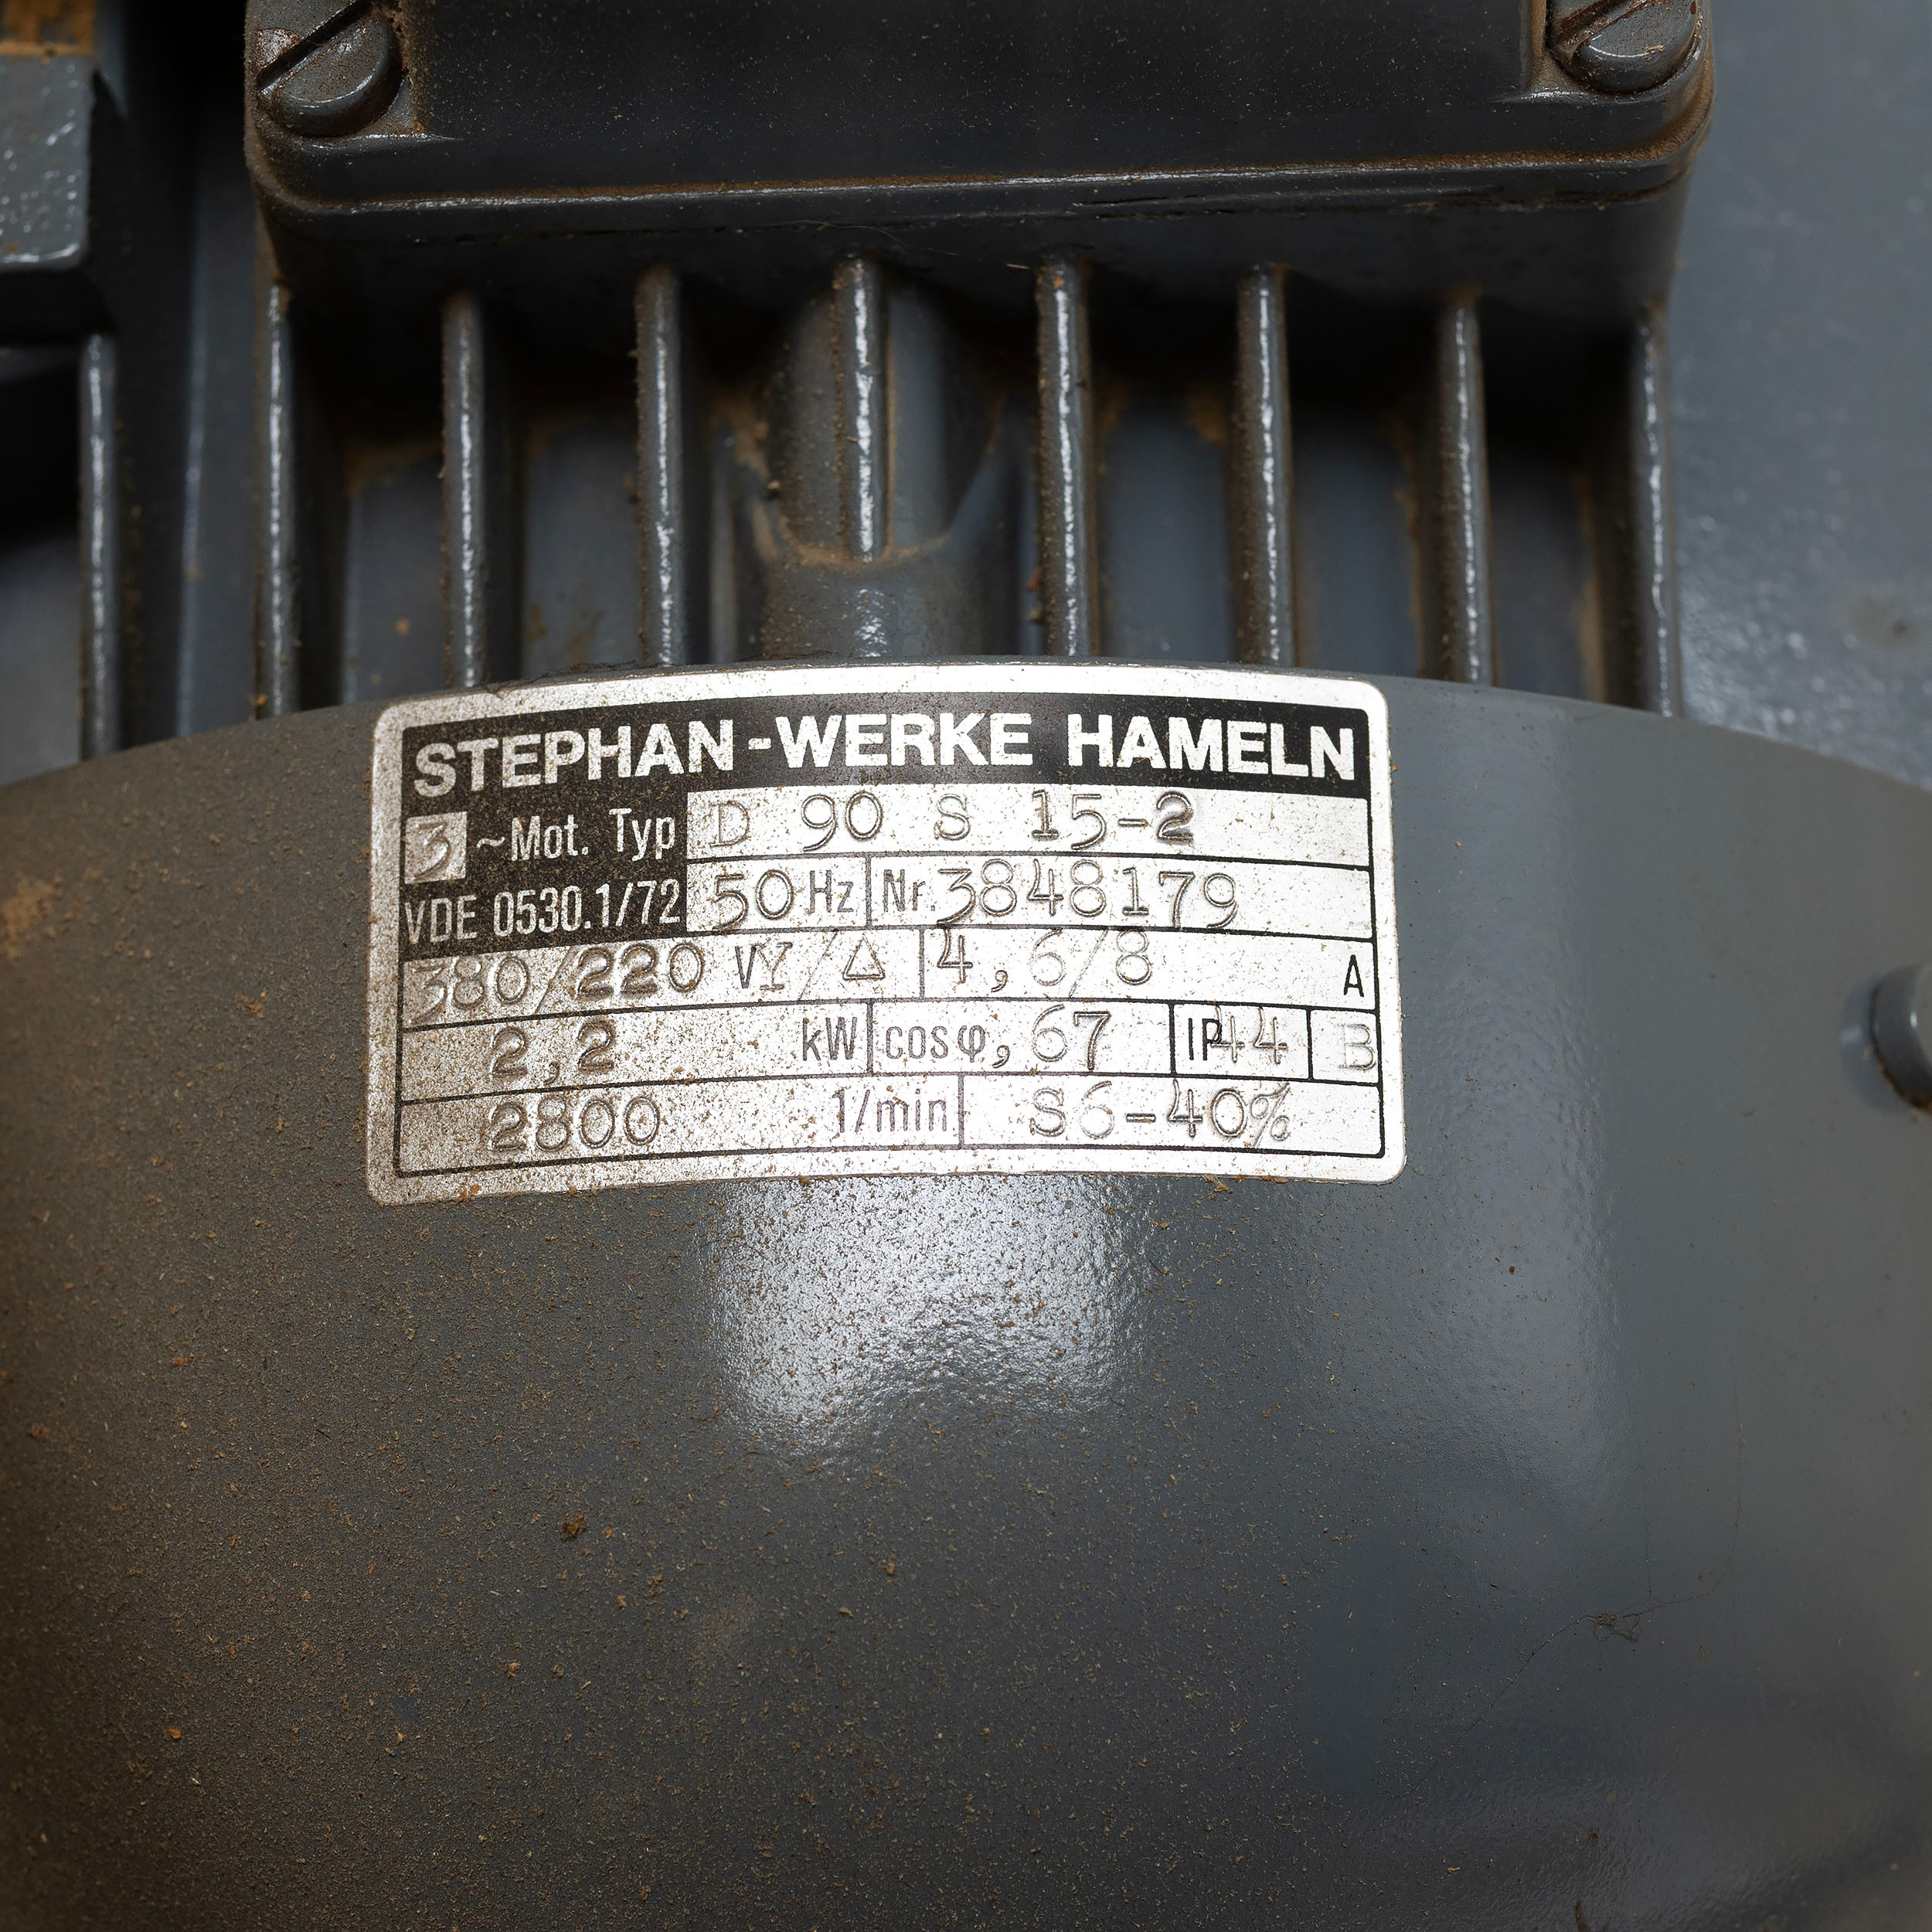 STEPHAN-WERKE HAMELN
3 ~Mot. Typ D 90 S 15-2
VDE 0530.1/72 50 Hz Nr. 3848179
380/220 V Y/△ 4,6/8 A
2,2 kW cosφ ,67 IP44 B
2800 1/min S6-40%